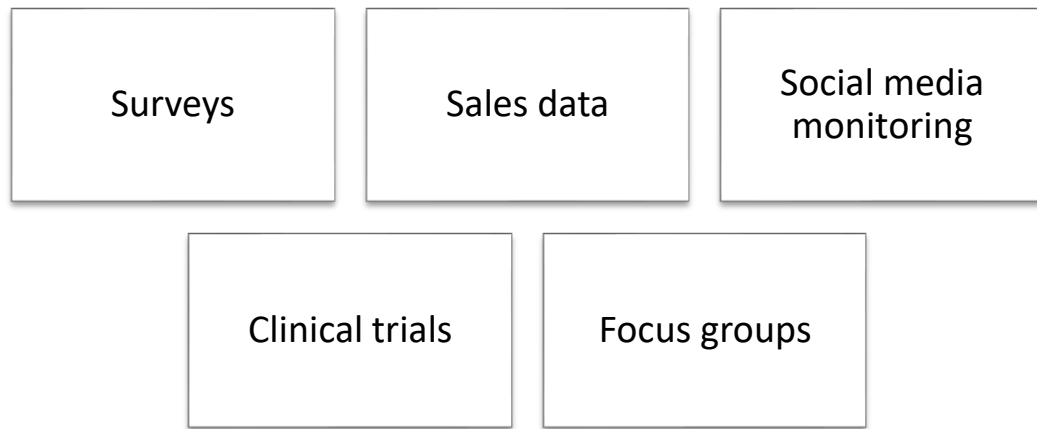 Surveys
Sales data
Social media
monitoring
Clinical trials
Focus groups